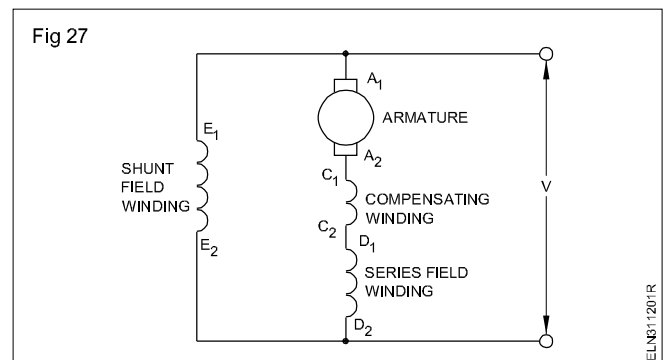 Fig 27
A1
ARMATURE
A2
E1
SHUNT
FIELD
WINDING
E2
C1
COMPENSATING
WINDING
C2
D1
SERIES FIELD
WINDING
D2
V
ELN311201R